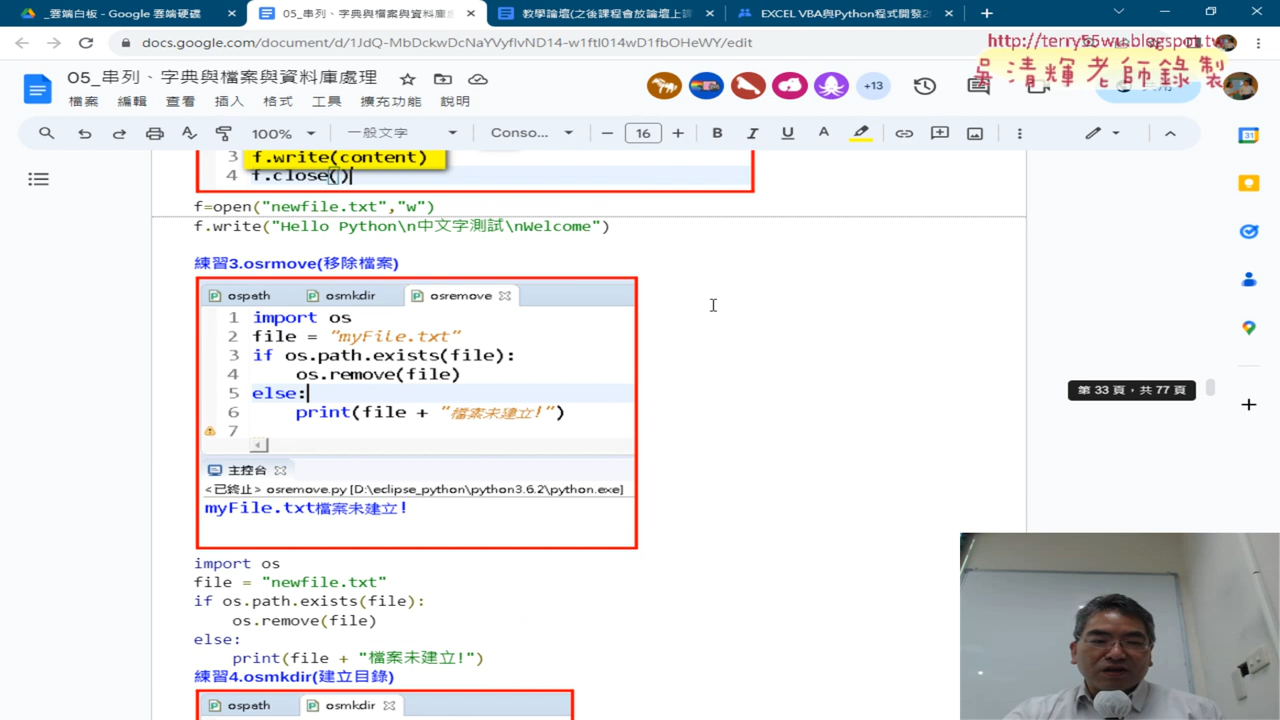 _雲端白板 - Google 雲端硬碟
05_串列、字典與檔案與資料庫處
教學論壇(之後課程會放論壇上課
EXCEL VBA與Python程式開發2
docs.google.com/document/d/1JdQ-MbDckwDcNaYVyfIvND14-w1ftI014wD1fbOHeWY/edit
http://terry55wu.blogspot.tw
吳清輝老師錄製
05_串列、字典與檔案與資料庫處理
+13
檔案 編輯 查看 插入 格式 工具 擴充功能 說明
100% 一般文字 Conso... 16 B I U A
3 f.write(content)
4 f.close()
f=open("newfile.txt","w")
f.write("Hello Python\n中文字測試\nWelcome")
練習3.osrmove(移除檔案)
ospath osmkdir osremove
1 import os
2 file = "myFile.txt"
3 if os.path.exists(file):
4 os.remove(file)
5 else:
6 print(file + "檔案未建立!")
7
第 33 頁，共 77 頁
主控台
<已終止> osremove.py [D:\eclipse_python\python3.6.2\python.exe]
myFile.txt檔案未建立!
import os
file = "newfile.txt"
if os.path.exists(file):
os.remove(file)
else:
print(file + "檔案未建立!")
練習4.osmkdir(建立目錄)
ospath osmkdir